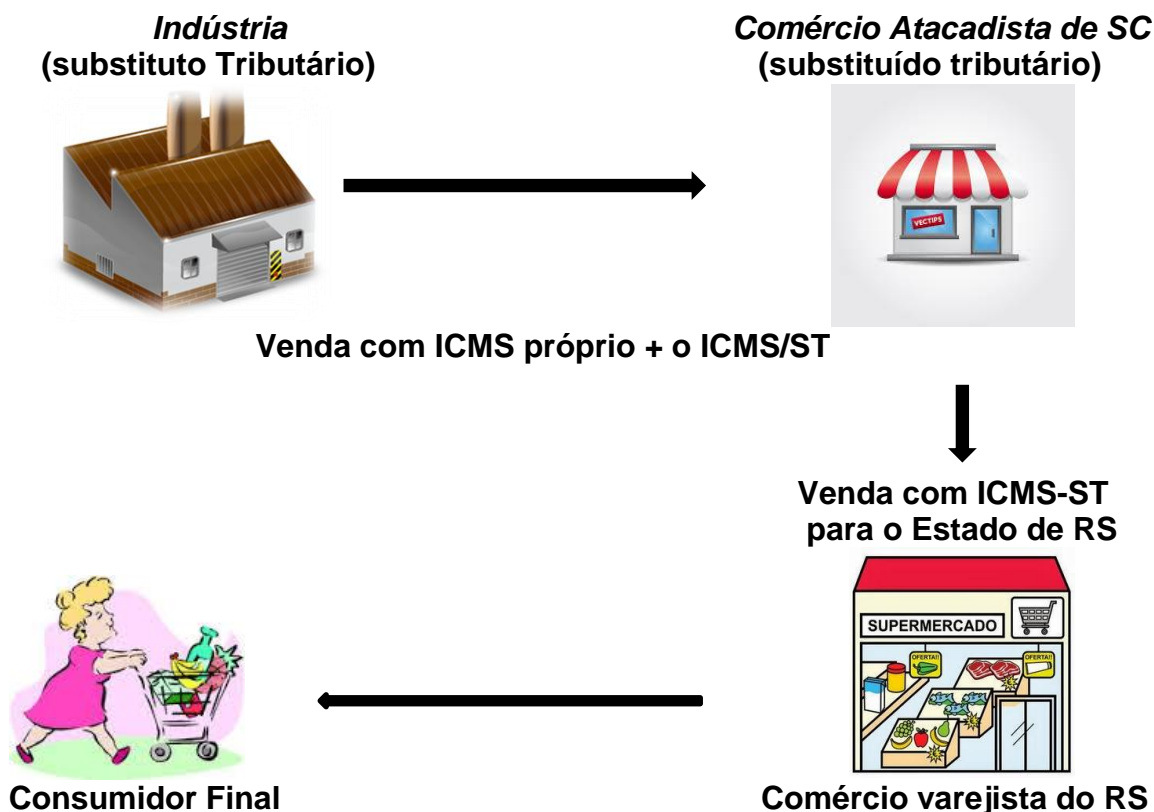 Indústria
(substituto Tributário)
Comércio Atacadista de SC
(substituído tributário)
VECTIPS
Venda com ICMS próprio + o ICMS/ST
Venda com ICMS-ST
para o Estado de RS
SUPERMERCADO
OFERTA!!
OFERTA!!
Consumidor Final
Comércio varejista do RS